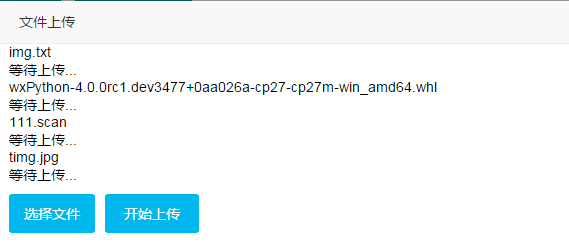 文件上传
img.txt
等待上传...
wxPython-4.0.0rc1.dev3477+0aa026a-cp27-cp27m-win_amd64.whl
等待上传...
111.scan
等待上传...
timg.jpg
等待上传...
选择文件 开始上传